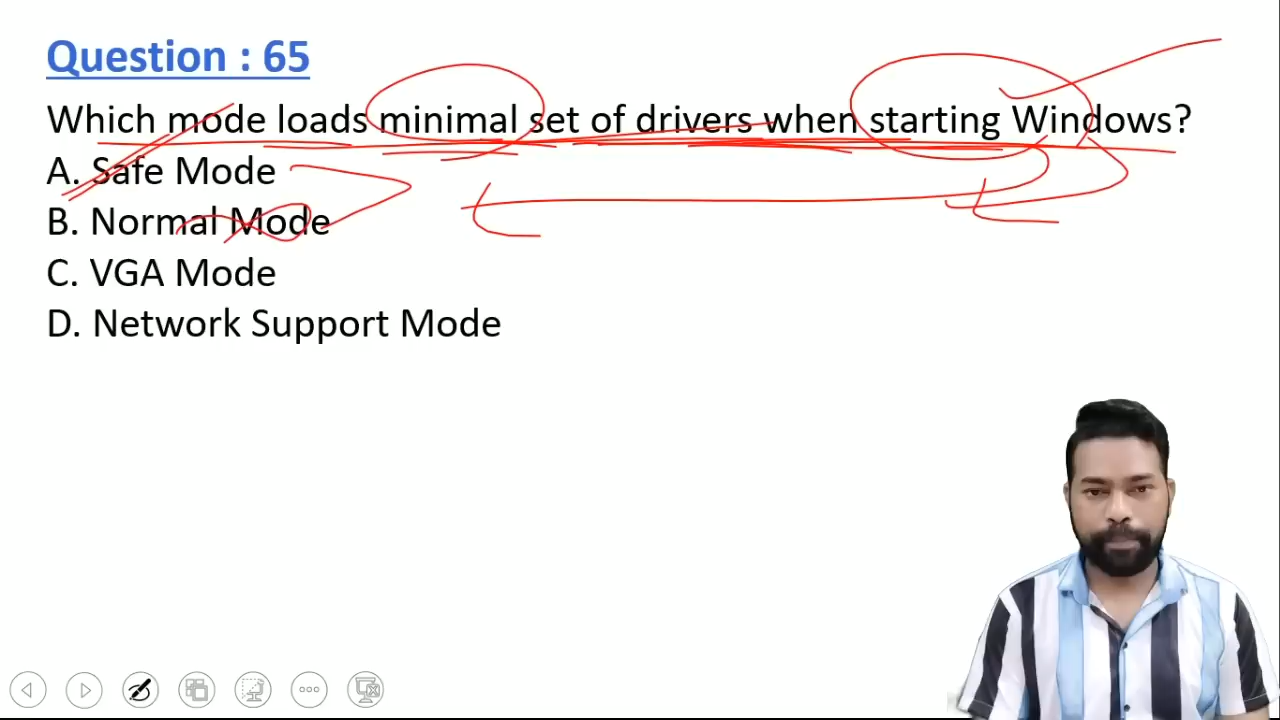 Question : 65
Which mode loads minimal set of drivers when starting Windows?
A. Safe Mode
B. Normal Mode
C. VGA Mode
D. Network Support Mode